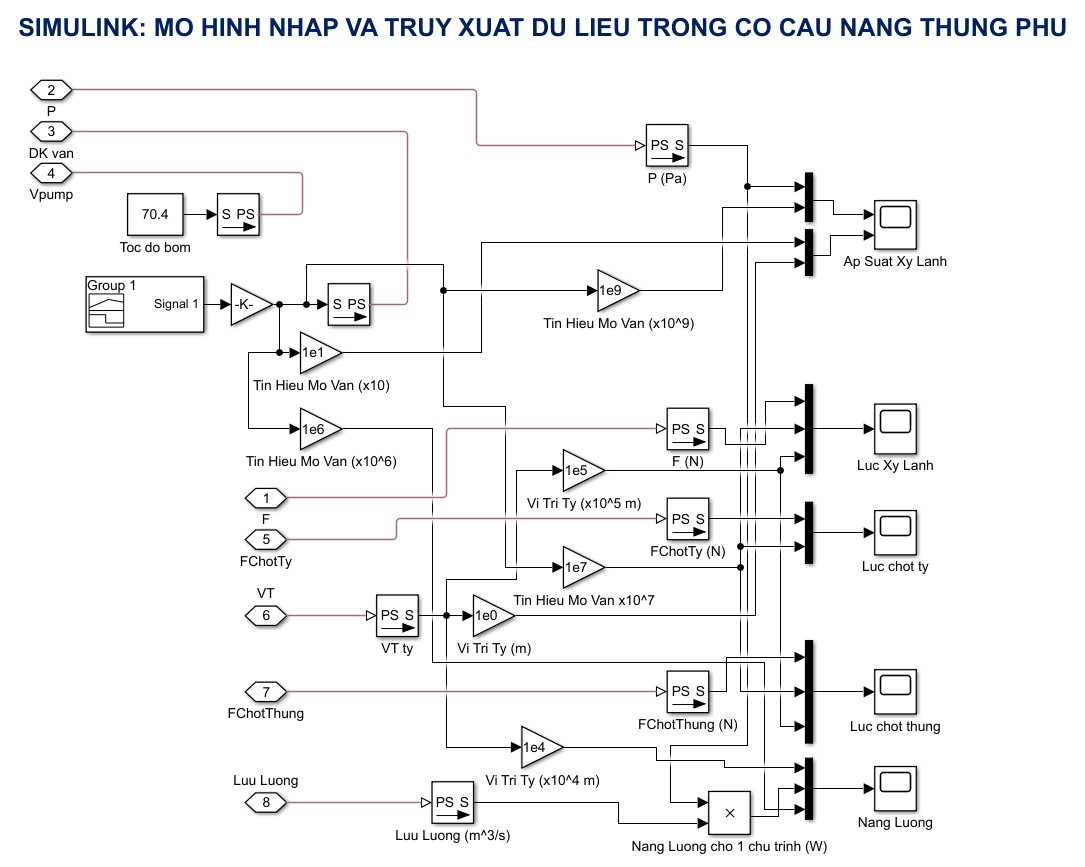 SIMULINK: MO HINH NHAP VA TRUY XUAT DU LIEU TRONG CO CAU NANG THUNG PHU
2
P
3
DK van
4
Vpump
70.4
Toc do bom
S PS
PS S
P (Pa)
Ap Suat Xy Lanh
Group 1
Signal 1
-K-
S PS
1e9
Tin Hieu Mo Van (x10^9)
1e1
Tin Hieu Mo Van (x10)
1e6
Tin Hieu Mo Van (x10^6)
PS S
F (N)
Luc Xy Lanh
1e5
Vi Tri Ty (x10^5 m)
1
F
5
FChotTy
PS S
FChotTy (N)
Luc chot ty
1e7
Tin Hieu Mo Van x10^7
VT
6
PS S
VT ty
1e0
Vi Tri Ty (m)
7
FChotThung
PS S
FChotThung (N)
Luc chot thung
1e4
Vi Tri Ty (x10^4 m)
Luu Luong
8
PS S
Luu Luong (m^3/s)
×
Nang Luong cho 1 chu trinh (W)
Nang Luong